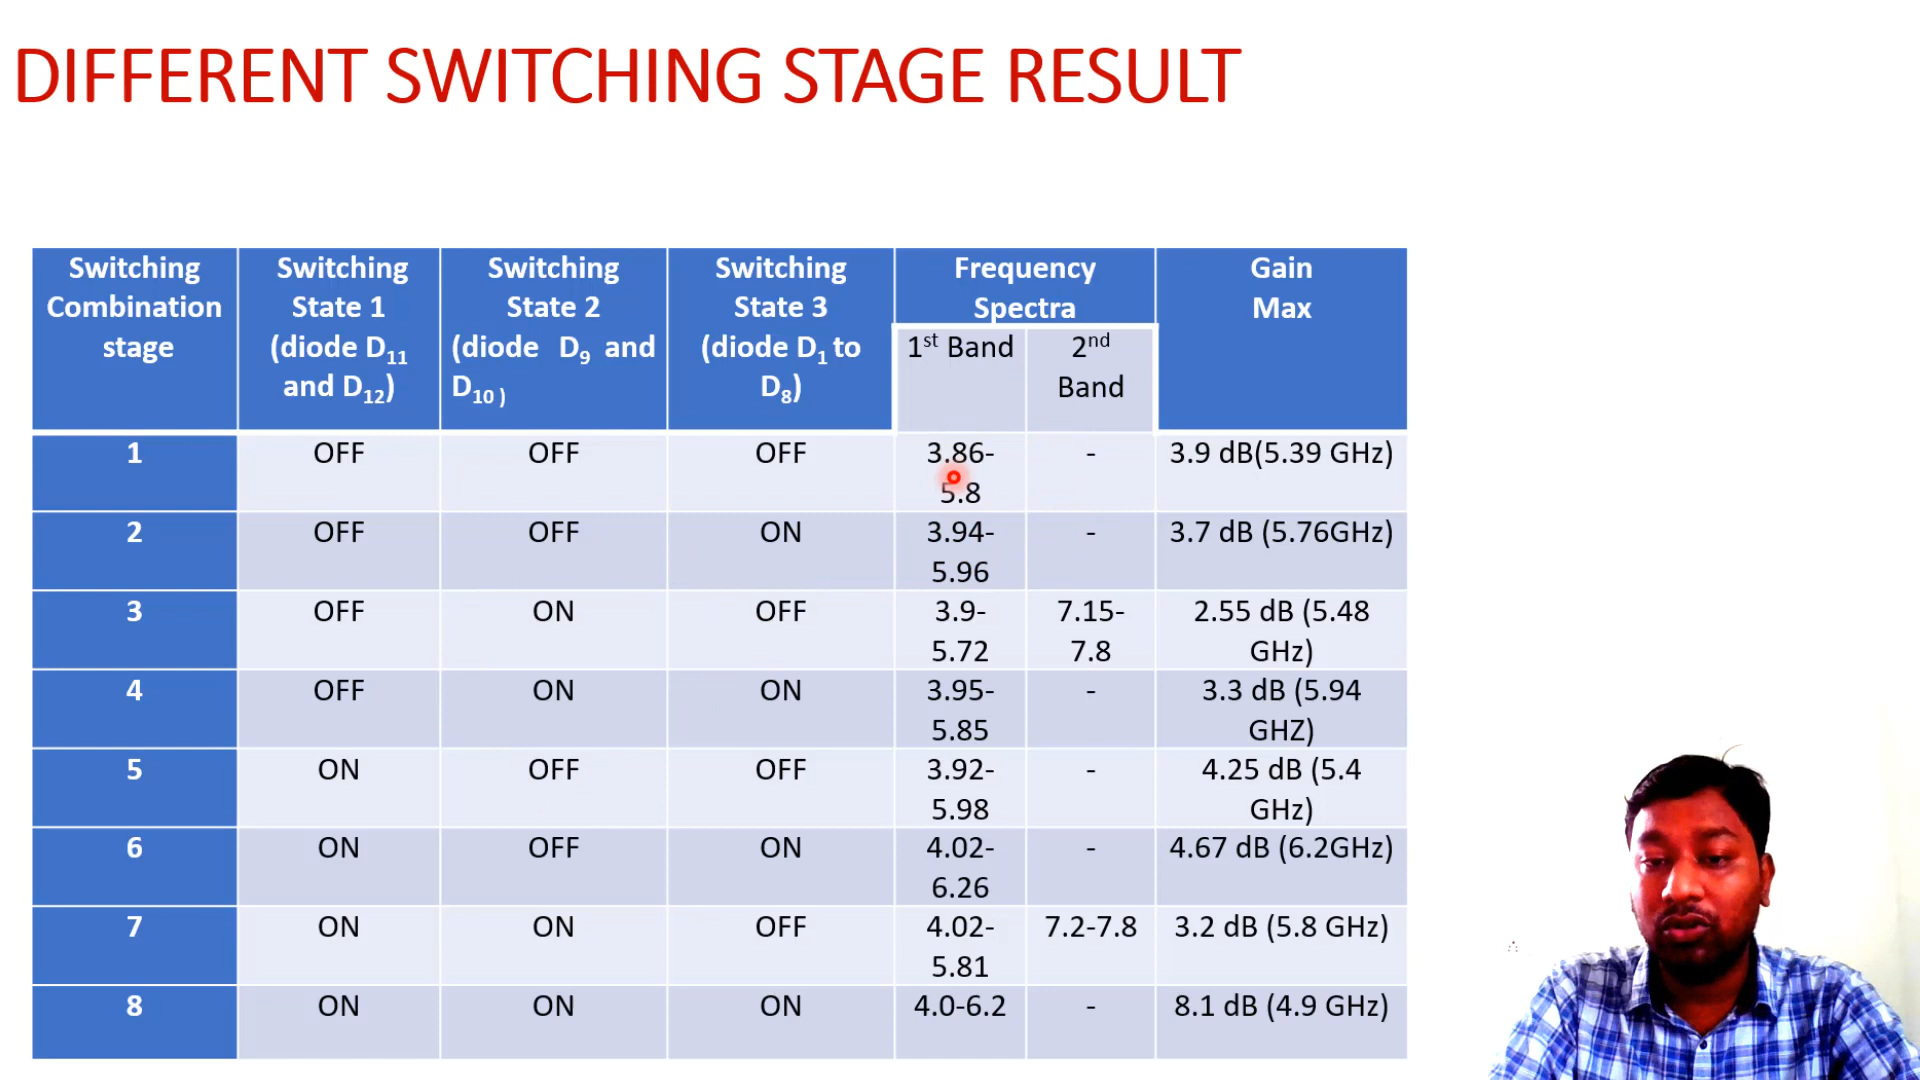 DIFFERENT SWITCHING STAGE RESULT
Switching Combination stage
Switching State 1 (diode D11 and D12)
Switching State 2 (diode D9 and D10 )
Switching State 3 (diode D1 to D8)
Frequency Spectra
Gain Max
1st Band
2nd Band
1 OFF OFF OFF 3.86-5.8 - 3.9 dB(5.39 GHz)
2 OFF OFF ON 3.94-5.96 - 3.7 dB (5.76GHz)
3 OFF ON OFF 3.9-5.72 7.15-7.8 2.55 dB (5.48 GHz)
4 OFF ON ON 3.95-5.85 - 3.3 dB (5.94 GHZ)
5 ON OFF OFF 3.92-5.98 - 4.25 dB (5.4 GHz)
6 ON OFF ON 4.02-6.26 - 4.67 dB (6.2GHz)
7 ON ON OFF 4.02-5.81 7.2-7.8 3.2 dB (5.8 GHz)
8 ON ON ON 4.0-6.2 - 8.1 dB (4.9 GHz)